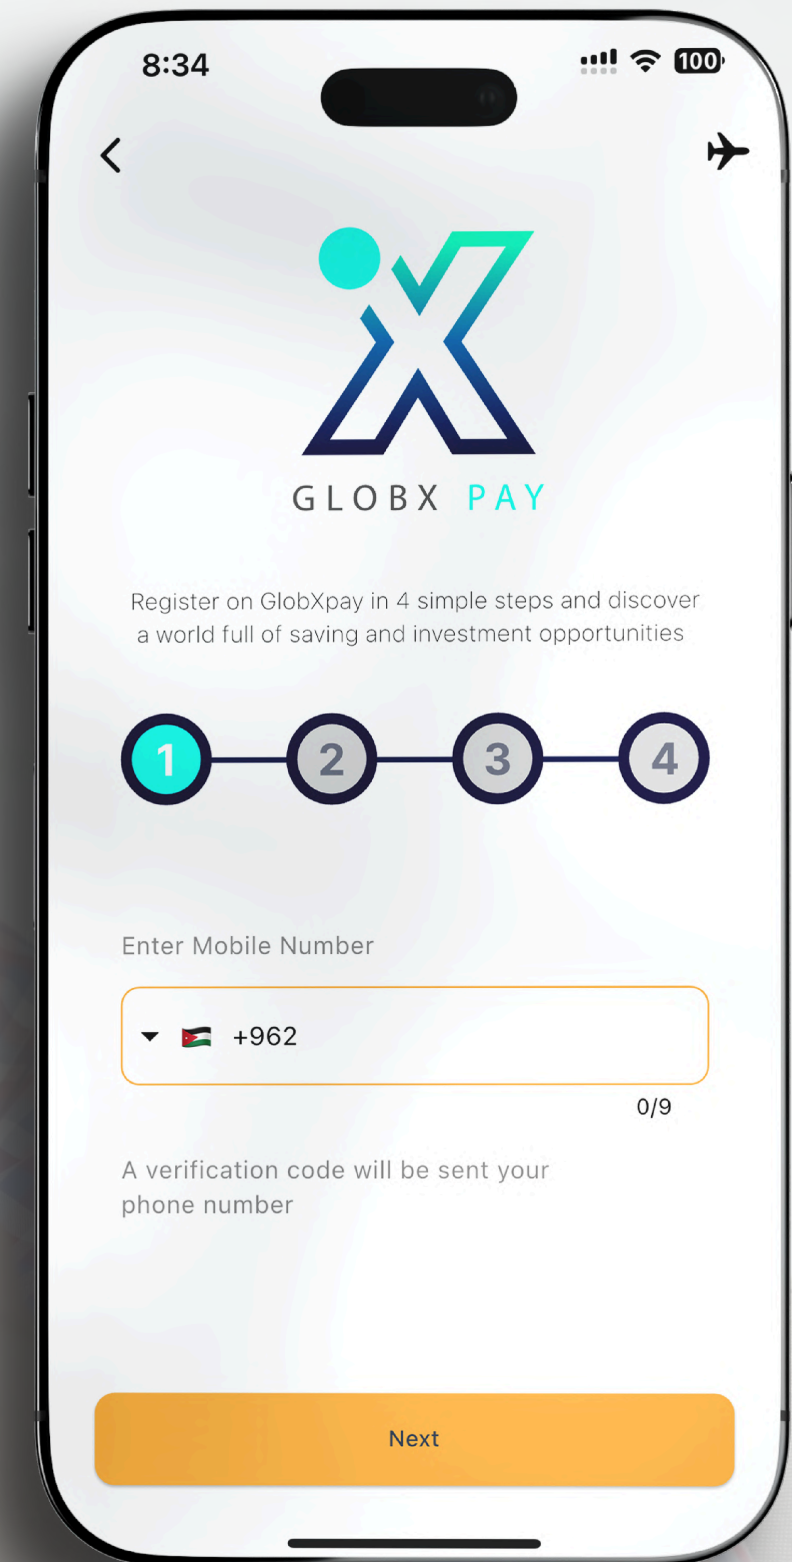 8:34
100
GLOBX PAY
Register on GlobXpay in 4 simple steps and discover
a world full of saving and investment opportunities
1 2 3 4
Enter Mobile Number
+962
0/9
A verification code will be sent your
phone number
Next